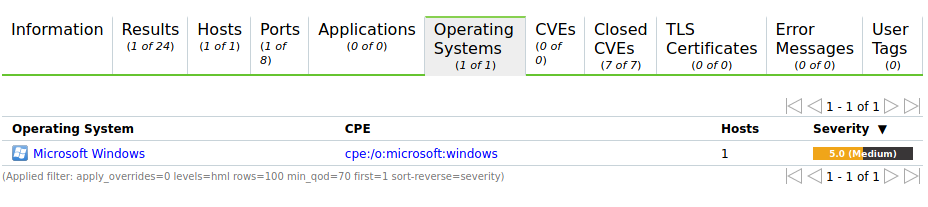 Information
Results
(1 of 24)
Hosts
(1 of 1)
Ports
(1 of
8)
Applications
(0 of 0)
Operating
Systems
(1 of 1)
CVEs
(0 of
0)
Closed
CVEs
(7 of 7)
TLS
Certificates
(0 of 0)
Error
Messages
(0 of 0)
User
Tags
(0)
1 - 1 of 1
Operating System CPE Hosts Severity ▼
Microsoft Windows cpe:/o:microsoft:windows 1 5.0 (Medium)
(Applied filter: apply_overrides=0 levels=hml rows=100 min_qod=70 first=1 sort-reverse=severity)
1 - 1 of 1